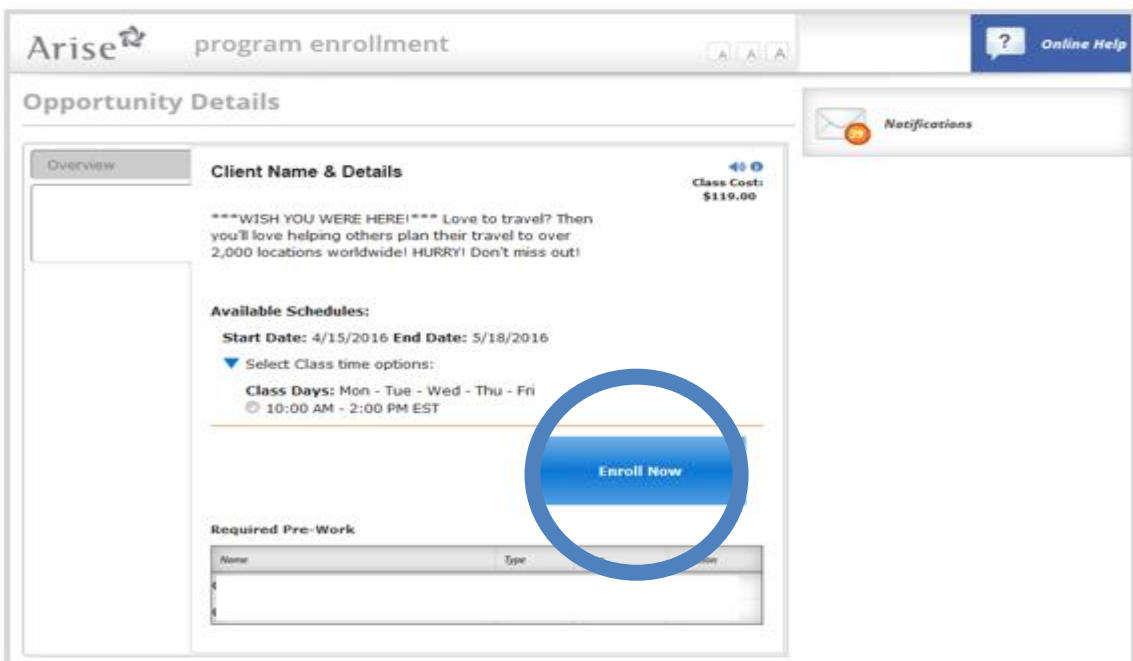 Arise program enrollment A A A ? Online Help
Opportunity Details
39 Notifications
Overview
Client Name & Details
Class Cost:
$119.00
***WISH YOU WERE HERE!*** Love to travel? Then
you'll love helping others plan their travel to over
2,000 locations worldwide! HURRY! Don't miss out!
Available Schedules:
Start Date: 4/15/2016 End Date: 5/18/2016
Select Class time options:
Class Days: Mon - Tue - Wed - Thu - Fri
10:00 AM - 2:00 PM EST
Enroll Now
Required Pre-Work
Name Type